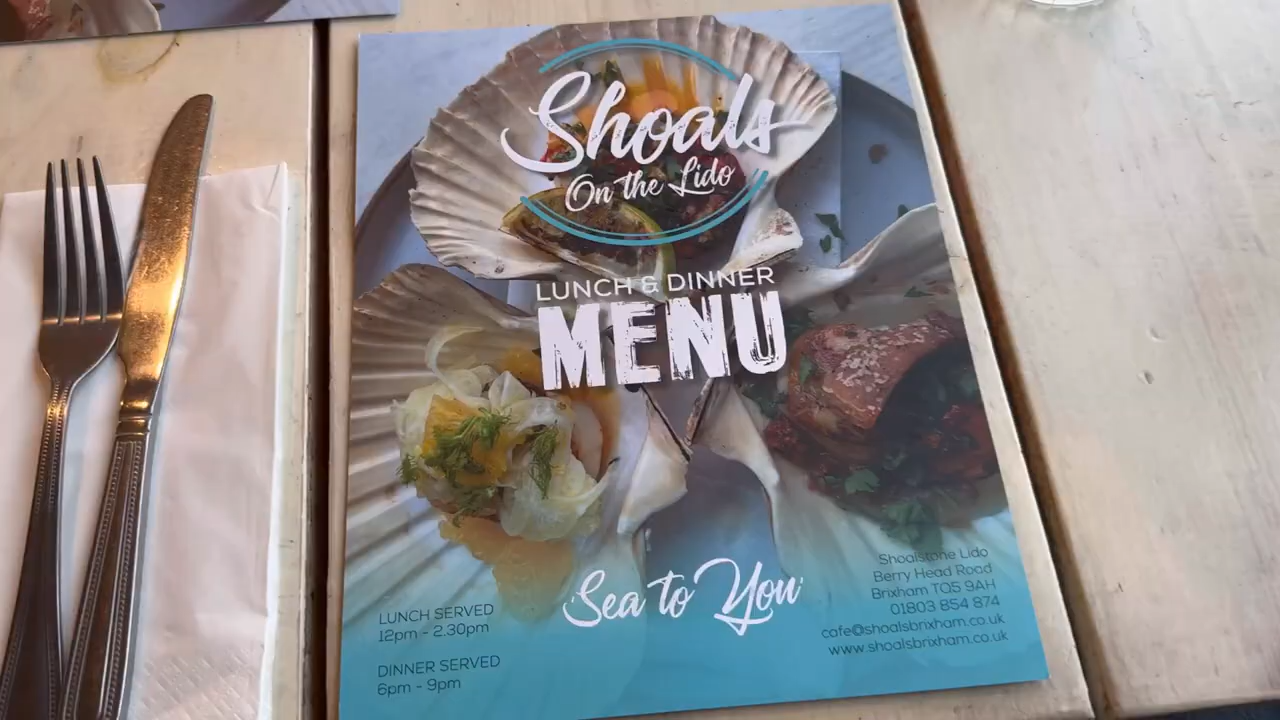 Shoals
On the Lido
LUNCH & DINNER
MENU
Sea to You
LUNCH SERVED
12pm - 2.30pm
DINNER SERVED
6pm - 9pm
Shoalstone Lido
Berry Head Road
Brixham TQ5 9AH
01803 854 874
cafe@shoalsbrixham.co.uk
www.shoalsbrixham.co.uk